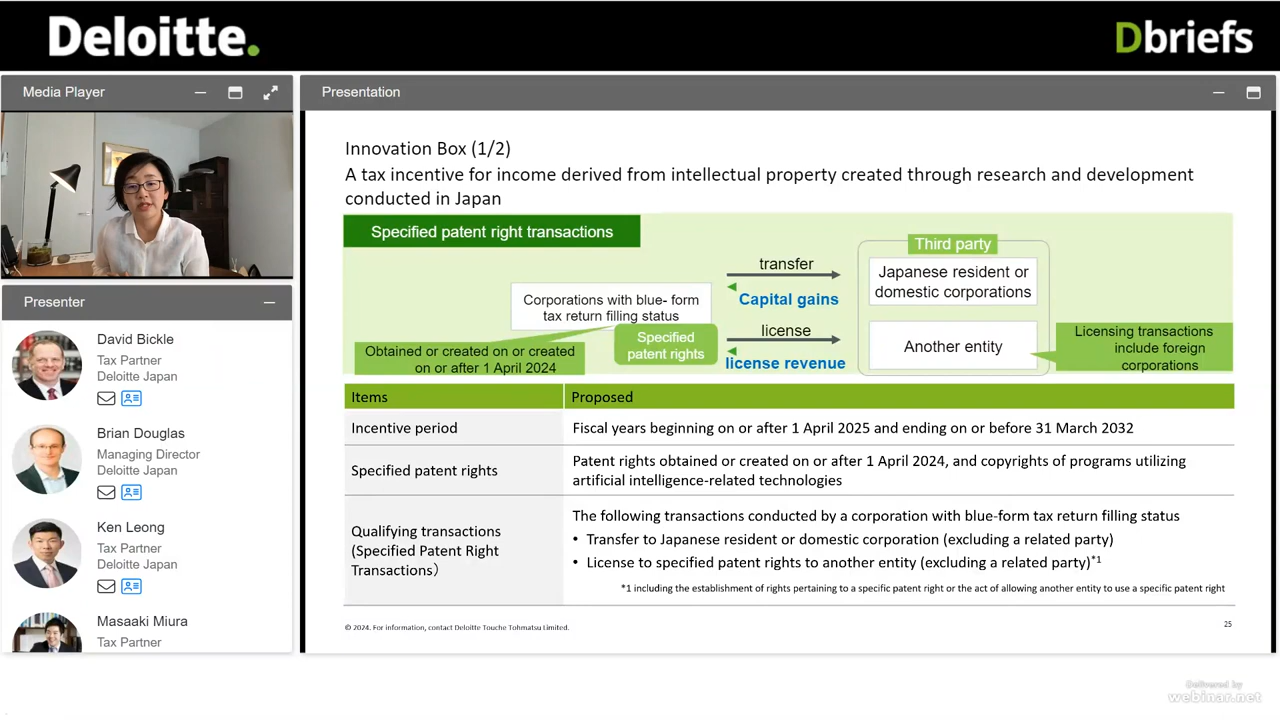 Deloitte.
Dbriefs
Media Player
Presentation
Presenter
David Bickle
Tax Partner
Deloitte Japan
Brian Douglas
Managing Director
Deloitte Japan
Ken Leong
Tax Partner
Deloitte Japan
Masaaki Miura
Tax Partner
Innovation Box (1/2)
A tax incentive for income derived from intellectual property created through research and development
conducted in Japan
Specified patent right transactions
Corporations with blue- form
tax return filling status
Specified
patent rights
Obtained or created on or created
on or after 1 April 2024
transfer
Capital gains
license
license revenue
Third party
Japanese resident or
domestic corporations
Another entity
Licensing transactions
include foreign
corporations
Items
Proposed
Incentive period
Fiscal years beginning on or after 1 April 2025 and ending on or before 31 March 2032
Specified patent rights
Patent rights obtained or created on or after 1 April 2024, and copyrights of programs utilizing
artificial intelligence-related technologies
Qualifying transactions
(Specified Patent Right
Transactions）
The following transactions conducted by a corporation with blue-form tax return filling status
• Transfer to Japanese resident or domestic corporation (excluding a related party)
• License to specified patent rights to another entity (excluding a related party)*1
*1 including the establishment of rights pertaining to a specific patent right or the act of allowing another entity to use a specific patent right
© 2024. For information, contact Deloitte Touche Tohmatsu Limited.
25
Delivered by
webinar.net